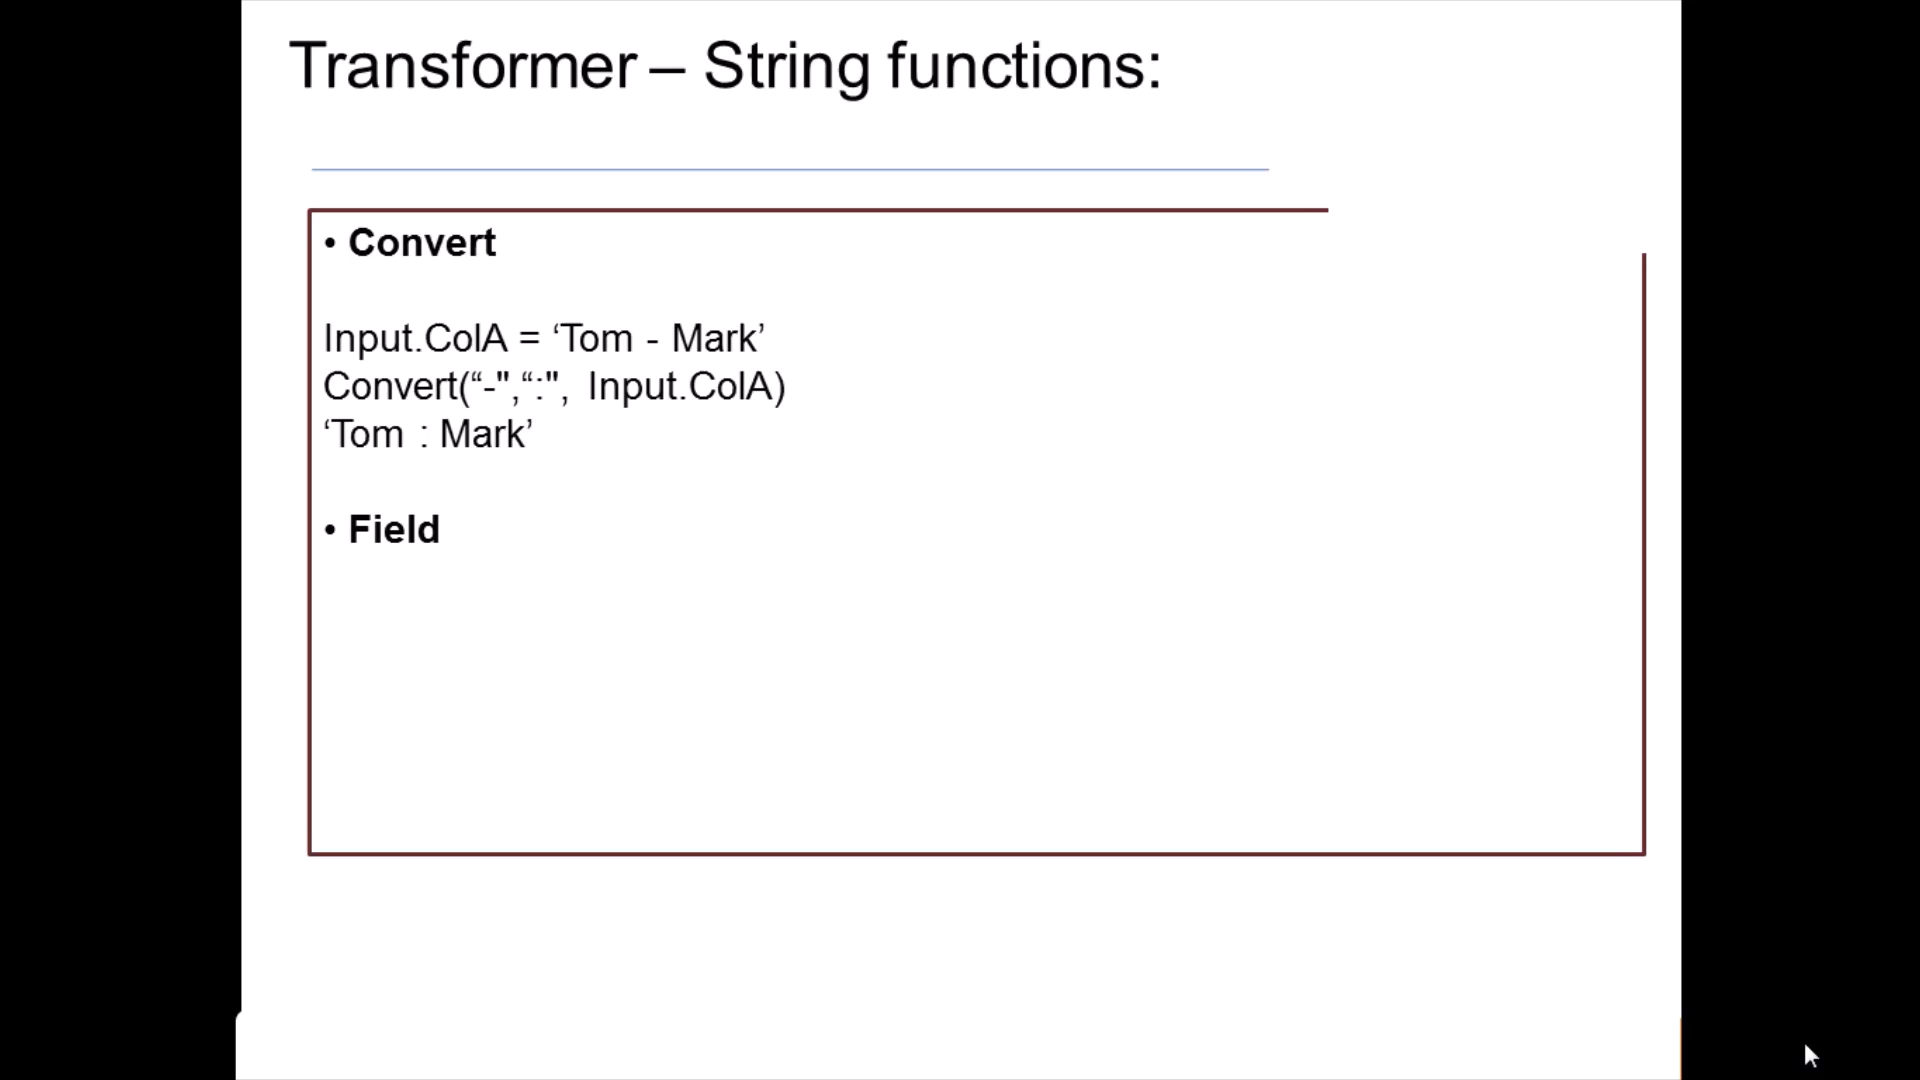 Transformer – String functions:
• Convert
Input.ColA = ‘Tom - Mark’
Convert(“-",“:", Input.ColA)
‘Tom : Mark’
• Field